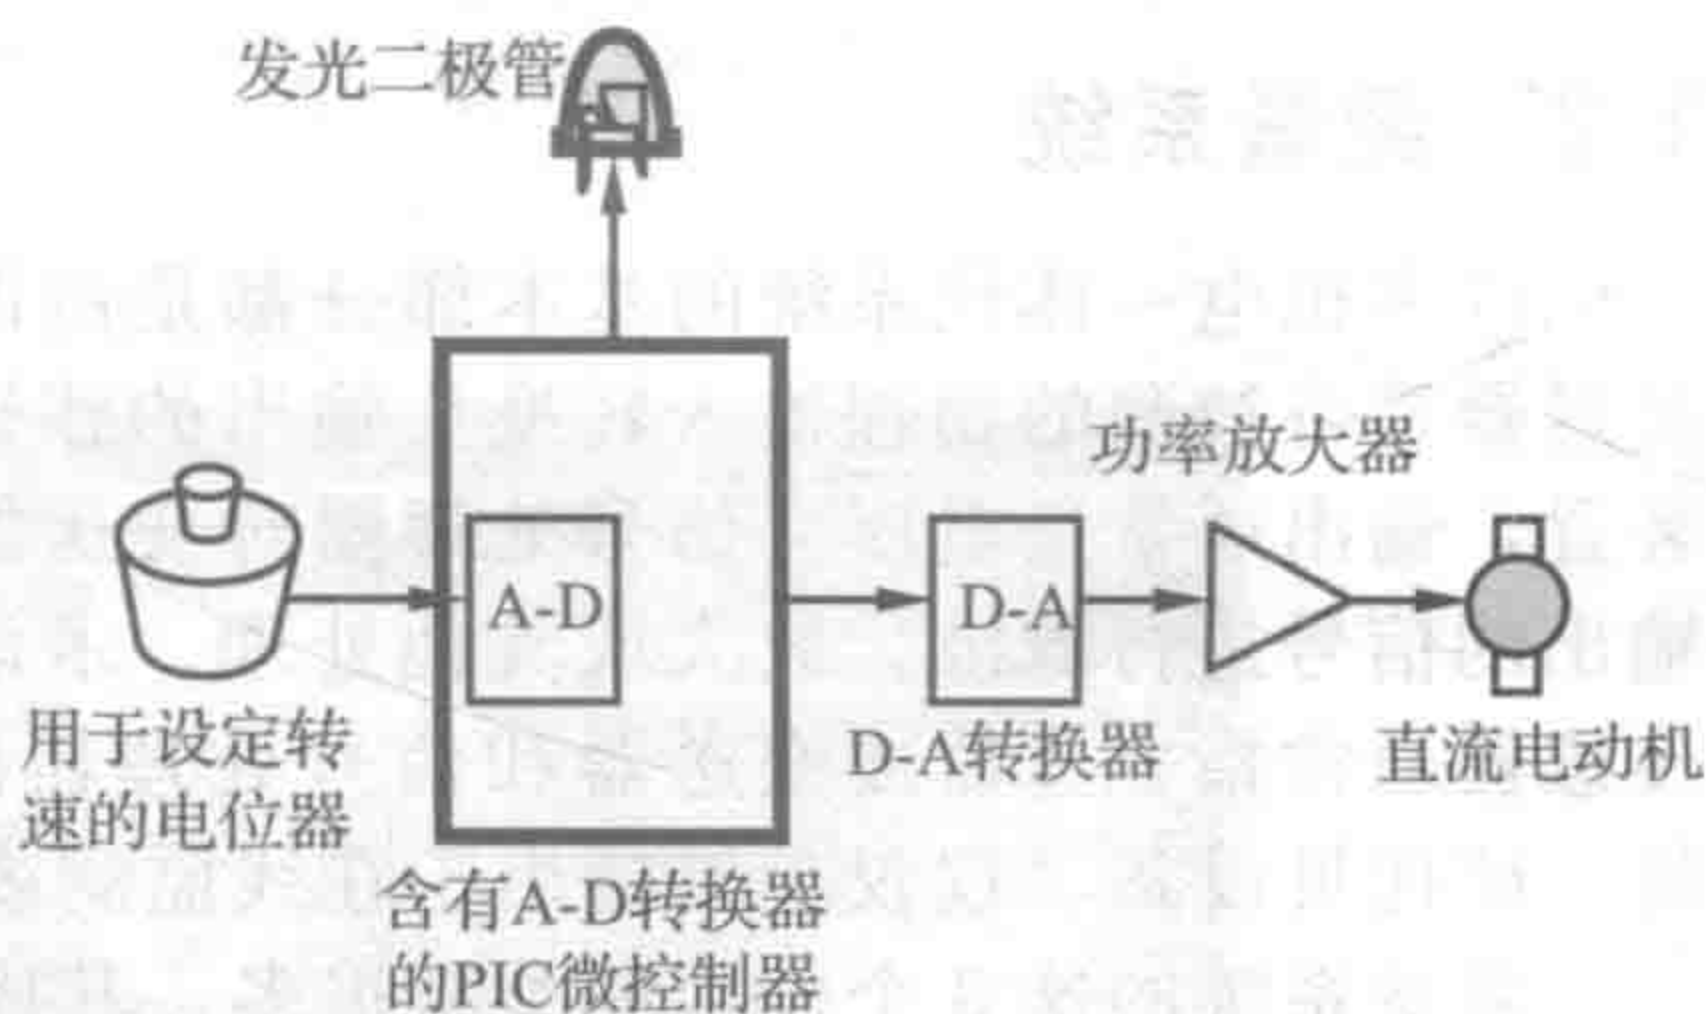 发光二极管
功率放大器
A-D
D-A
用于设定转
速的电位器
D-A转换器
直流电动机
含有A-D转换器
的PIC微控制器